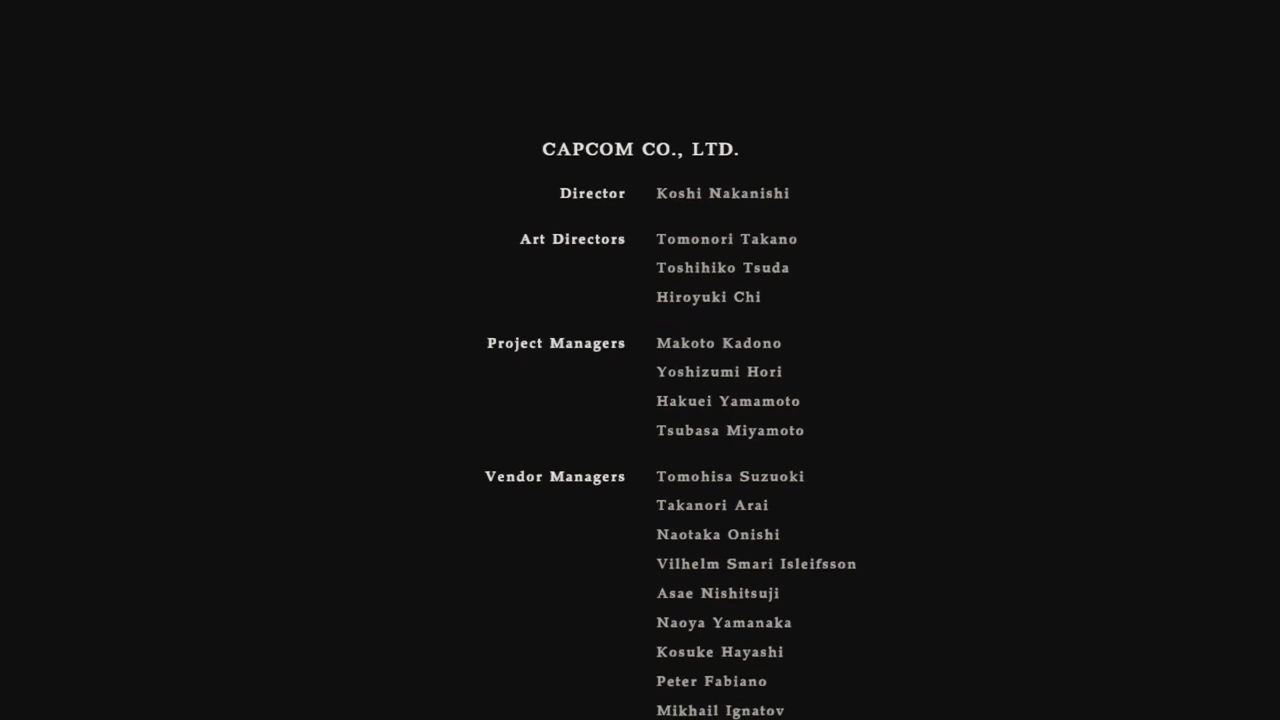 CAPCOM CO., LTD.
Director Koshi Nakanishi
Art Directors Tomonori Takano
Toshihiko Tsuda
Hiroyuki Chi
Project Managers Makoto Kadono
Yoshizumi Hori
Hakuei Yamamoto
Tsubasa Miyamoto
Vendor Managers Tomohisa Suzuoki
Takanori Arai
Naotaka Onishi
Vilhelm Smari Isleifsson
Asae Nishitsuji
Naoya Yamanaka
Kosuke Hayashi
Peter Fabiano
Mikhail Ignatov